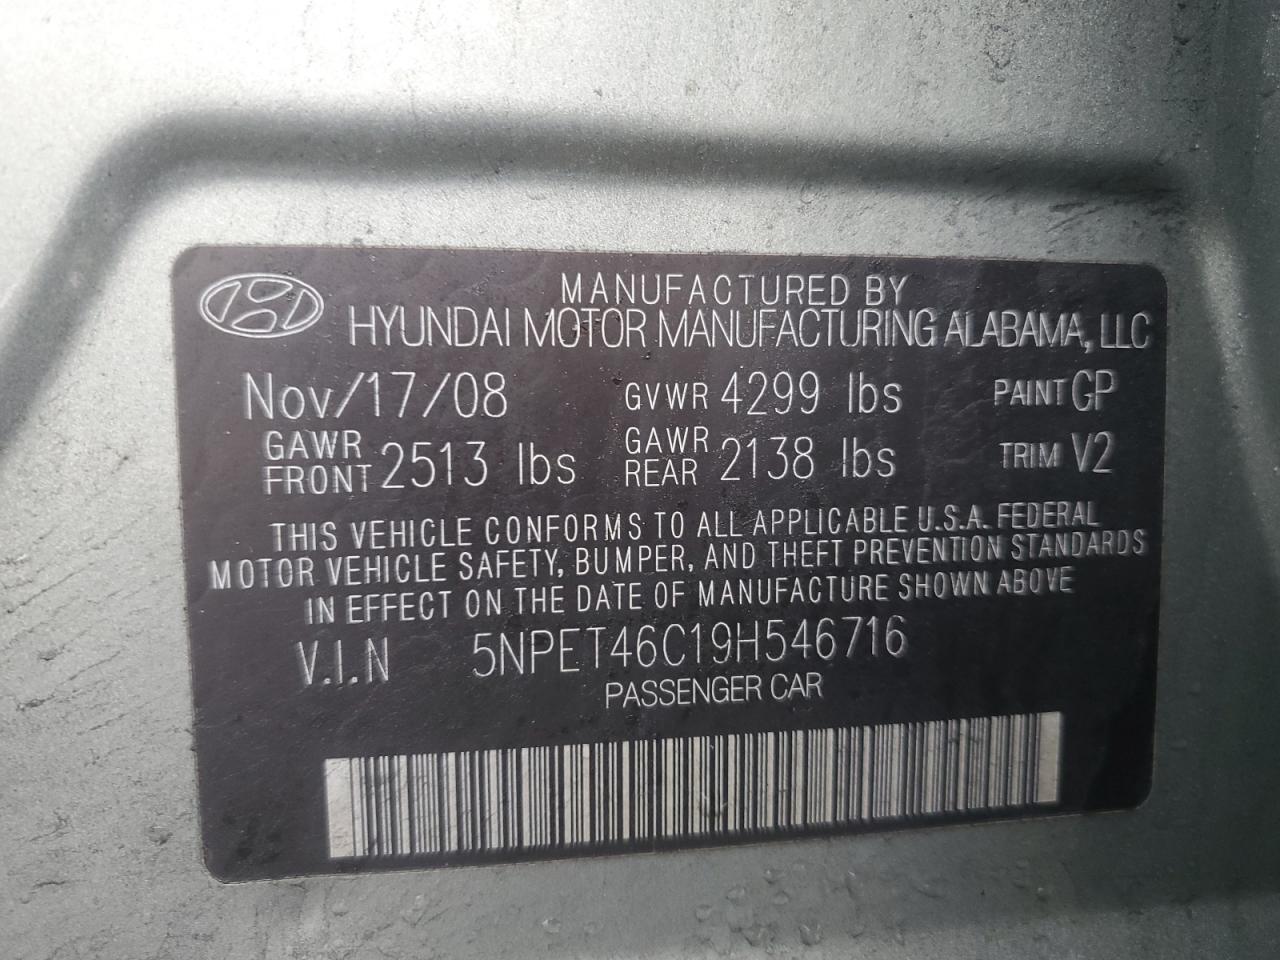 MANUFACTURED BY
HYUNDAI MOTOR MANUFACTURING ALABAMA, LLC
Nov/17/08 GVWR 4299 lbs PAINT GP
GAWR FRONT 2513 lbs GAWR REAR 2138 lbs TRIM V2
THIS VEHICLE CONFORMS TO ALL APPLICABLE U.S.A. FEDERAL
MOTOR VEHICLE SAFETY, BUMPER, AND THEFT PREVENTION STANDARDS
IN EFFECT ON THE DATE OF MANUFACTURE SHOWN ABOVE
V.I.N 5NPET46C19H546716
PASSENGER CAR